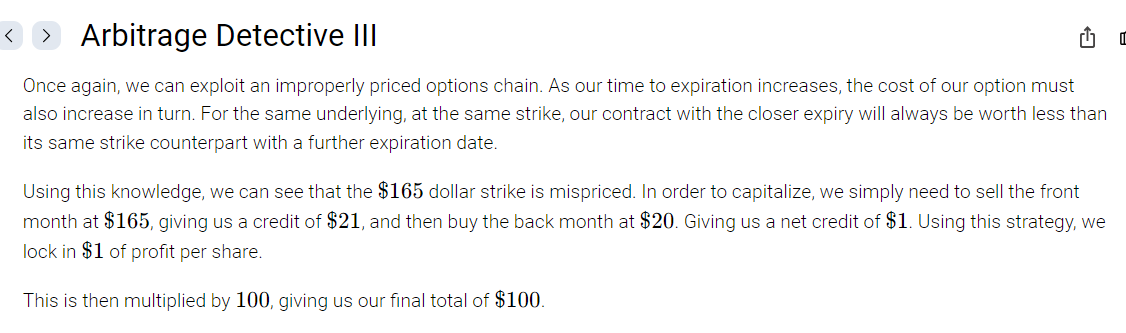 Arbitrage Detective III
Once again, we can exploit an improperly priced options chain. As our time to expiration increases, the cost of our option must
also increase in turn. For the same underlying, at the same strike, our contract with the closer expiry will always be worth less than
its same strike counterpart with a further expiration date.
Using this knowledge, we can see that the $165 dollar strike is mispriced. In order to capitalize, we simply need to sell the front
month at $165, giving us a credit of $21, and then buy the back month at $20. Giving us a net credit of $1. Using this strategy, we
lock in $1 of profit per share.
This is then multiplied by 100, giving us our final total of $100.